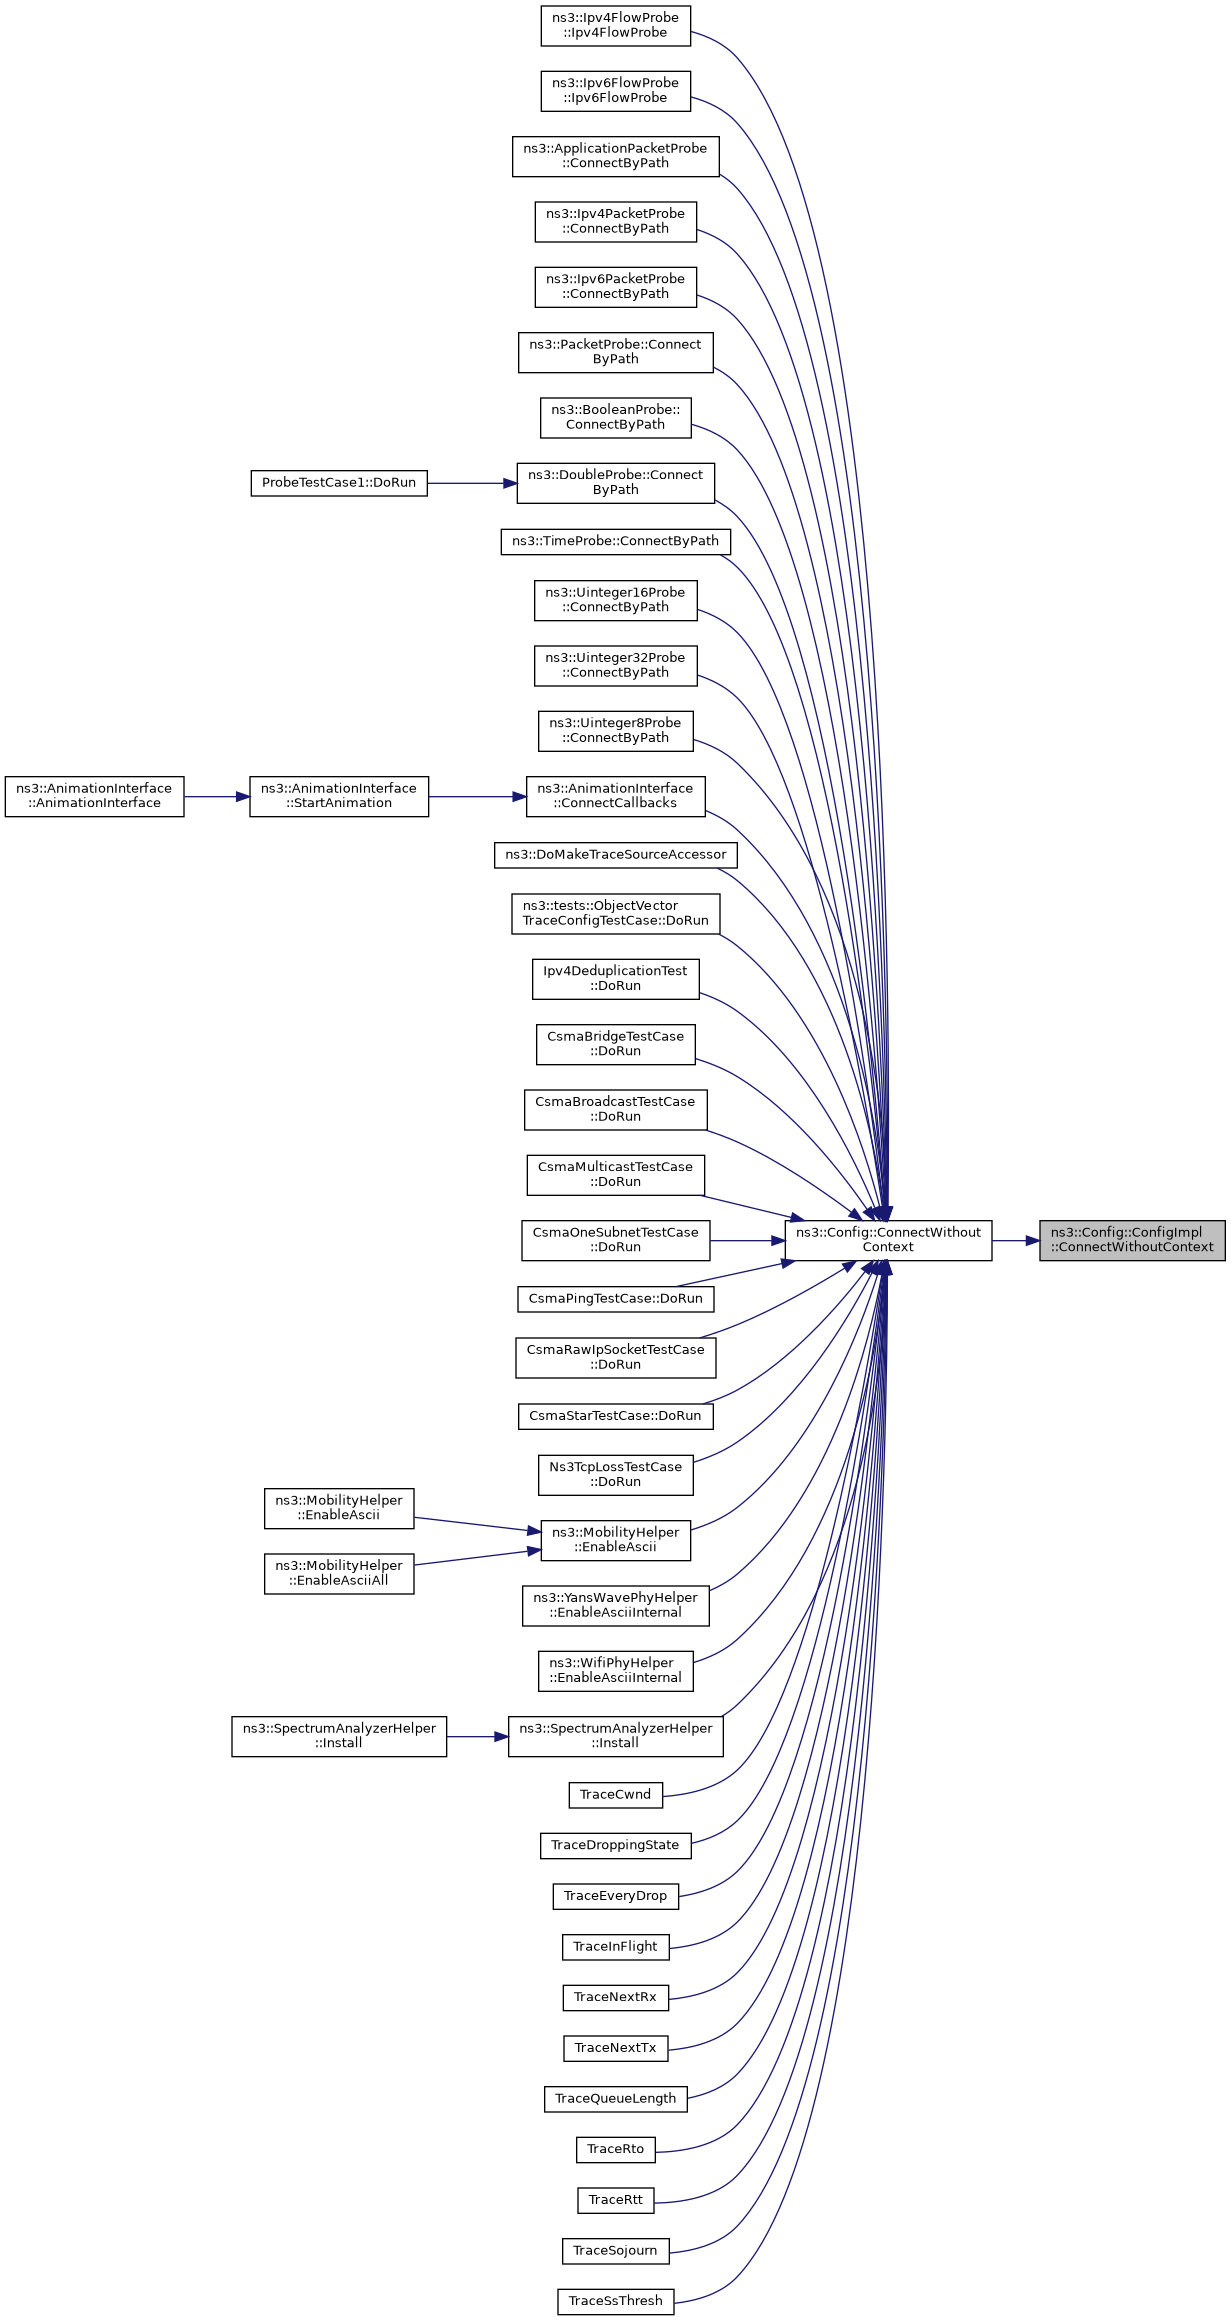 ns3::Ipv4FlowProbe
::Ipv4FlowProbe
ns3::Ipv6FlowProbe
::Ipv6FlowProbe
ns3::ApplicationPacketProbe
::ConnectByPath
ns3::Ipv4PacketProbe
::ConnectByPath
ns3::Ipv6PacketProbe
::ConnectByPath
ns3::PacketProbe::Connect
ByPath
ns3::BooleanProbe::
ConnectByPath
ProbeTestCase1::DoRun
ns3::DoubleProbe::Connect
ByPath
ns3::TimeProbe::ConnectByPath
ns3::Uinteger16Probe
::ConnectByPath
ns3::Uinteger32Probe
::ConnectByPath
ns3::Uinteger8Probe
::ConnectByPath
ns3::AnimationInterface
::AnimationInterface
ns3::AnimationInterface
::StartAnimation
ns3::AnimationInterface
::ConnectCallbacks
ns3::DoMakeTraceSourceAccessor
ns3::tests::ObjectVector
TraceConfigTestCase::DoRun
Ipv4DeduplicationTest
::DoRun
CsmaBridgeTestCase
::DoRun
CsmaBroadcastTestCase
::DoRun
CsmaMulticastTestCase
::DoRun
CsmaOneSubnetTestCase
::DoRun
ns3::Config::ConnectWithout
Context
ns3::Config::ConfigImpl
::ConnectWithoutContext
CsmaPingTestCase::DoRun
CsmaRawIpSocketTestCase
::DoRun
CsmaStarTestCase::DoRun
Ns3TcpLossTestCase
::DoRun
ns3::MobilityHelper
::EnableAscii
ns3::MobilityHelper
::EnableAscii
ns3::MobilityHelper
::EnableAsciiAll
ns3::YansWavePhyHelper
::EnableAsciiInternal
ns3::WifiPhyHelper
::EnableAsciiInternal
ns3::SpectrumAnalyzerHelper
::Install
ns3::SpectrumAnalyzerHelper
::Install
TraceCwnd
TraceDroppingState
TraceEveryDrop
TraceInFlight
TraceNextRx
TraceNextTx
TraceQueueLength
TraceRto
TraceRtt
TraceSojourn
TraceSsThresh